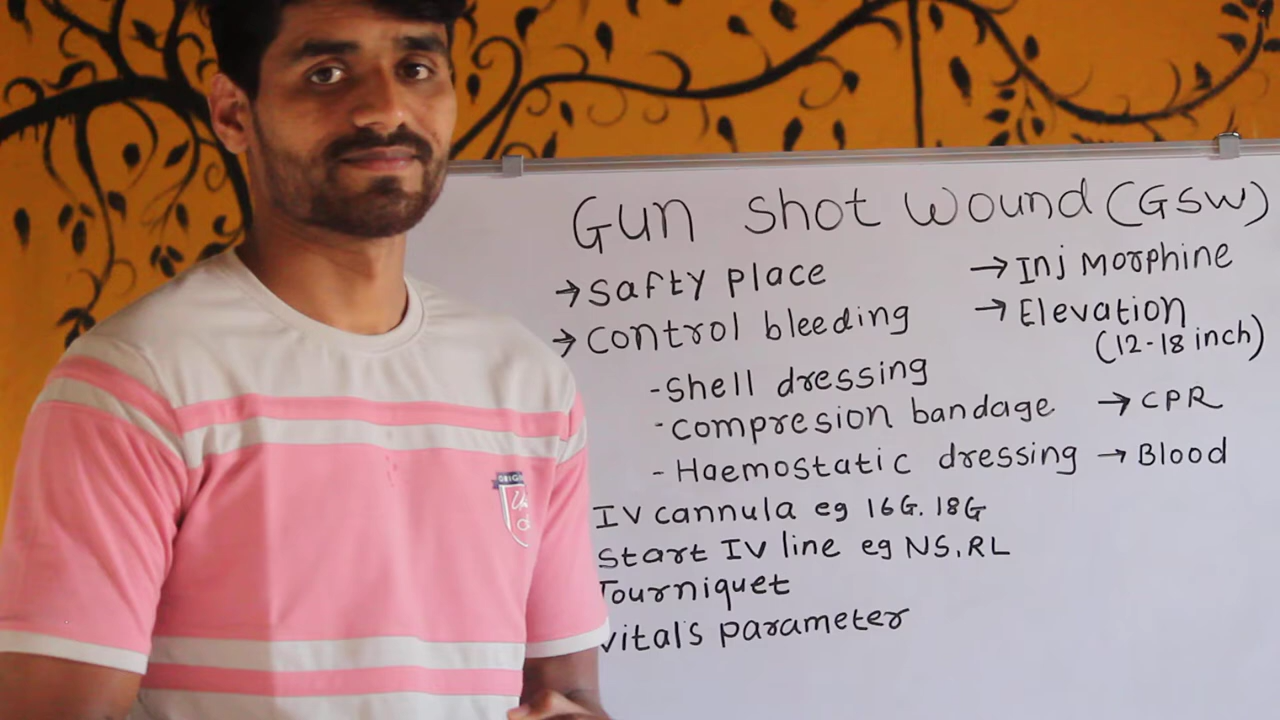 Gun Shot Wound (GSW)
→ Safty place
→ Control bleeding
- Shell dressing
- Compresion bandage
- Haemostatic dressing
IV cannula eg 16G. 18G
Start IV line eg NS, RL
Tourniquet
Vitals parameter
→ Inj Morphine
→ Elevation
(12-18 inch)
→ CPR
→ Blood
ORIG